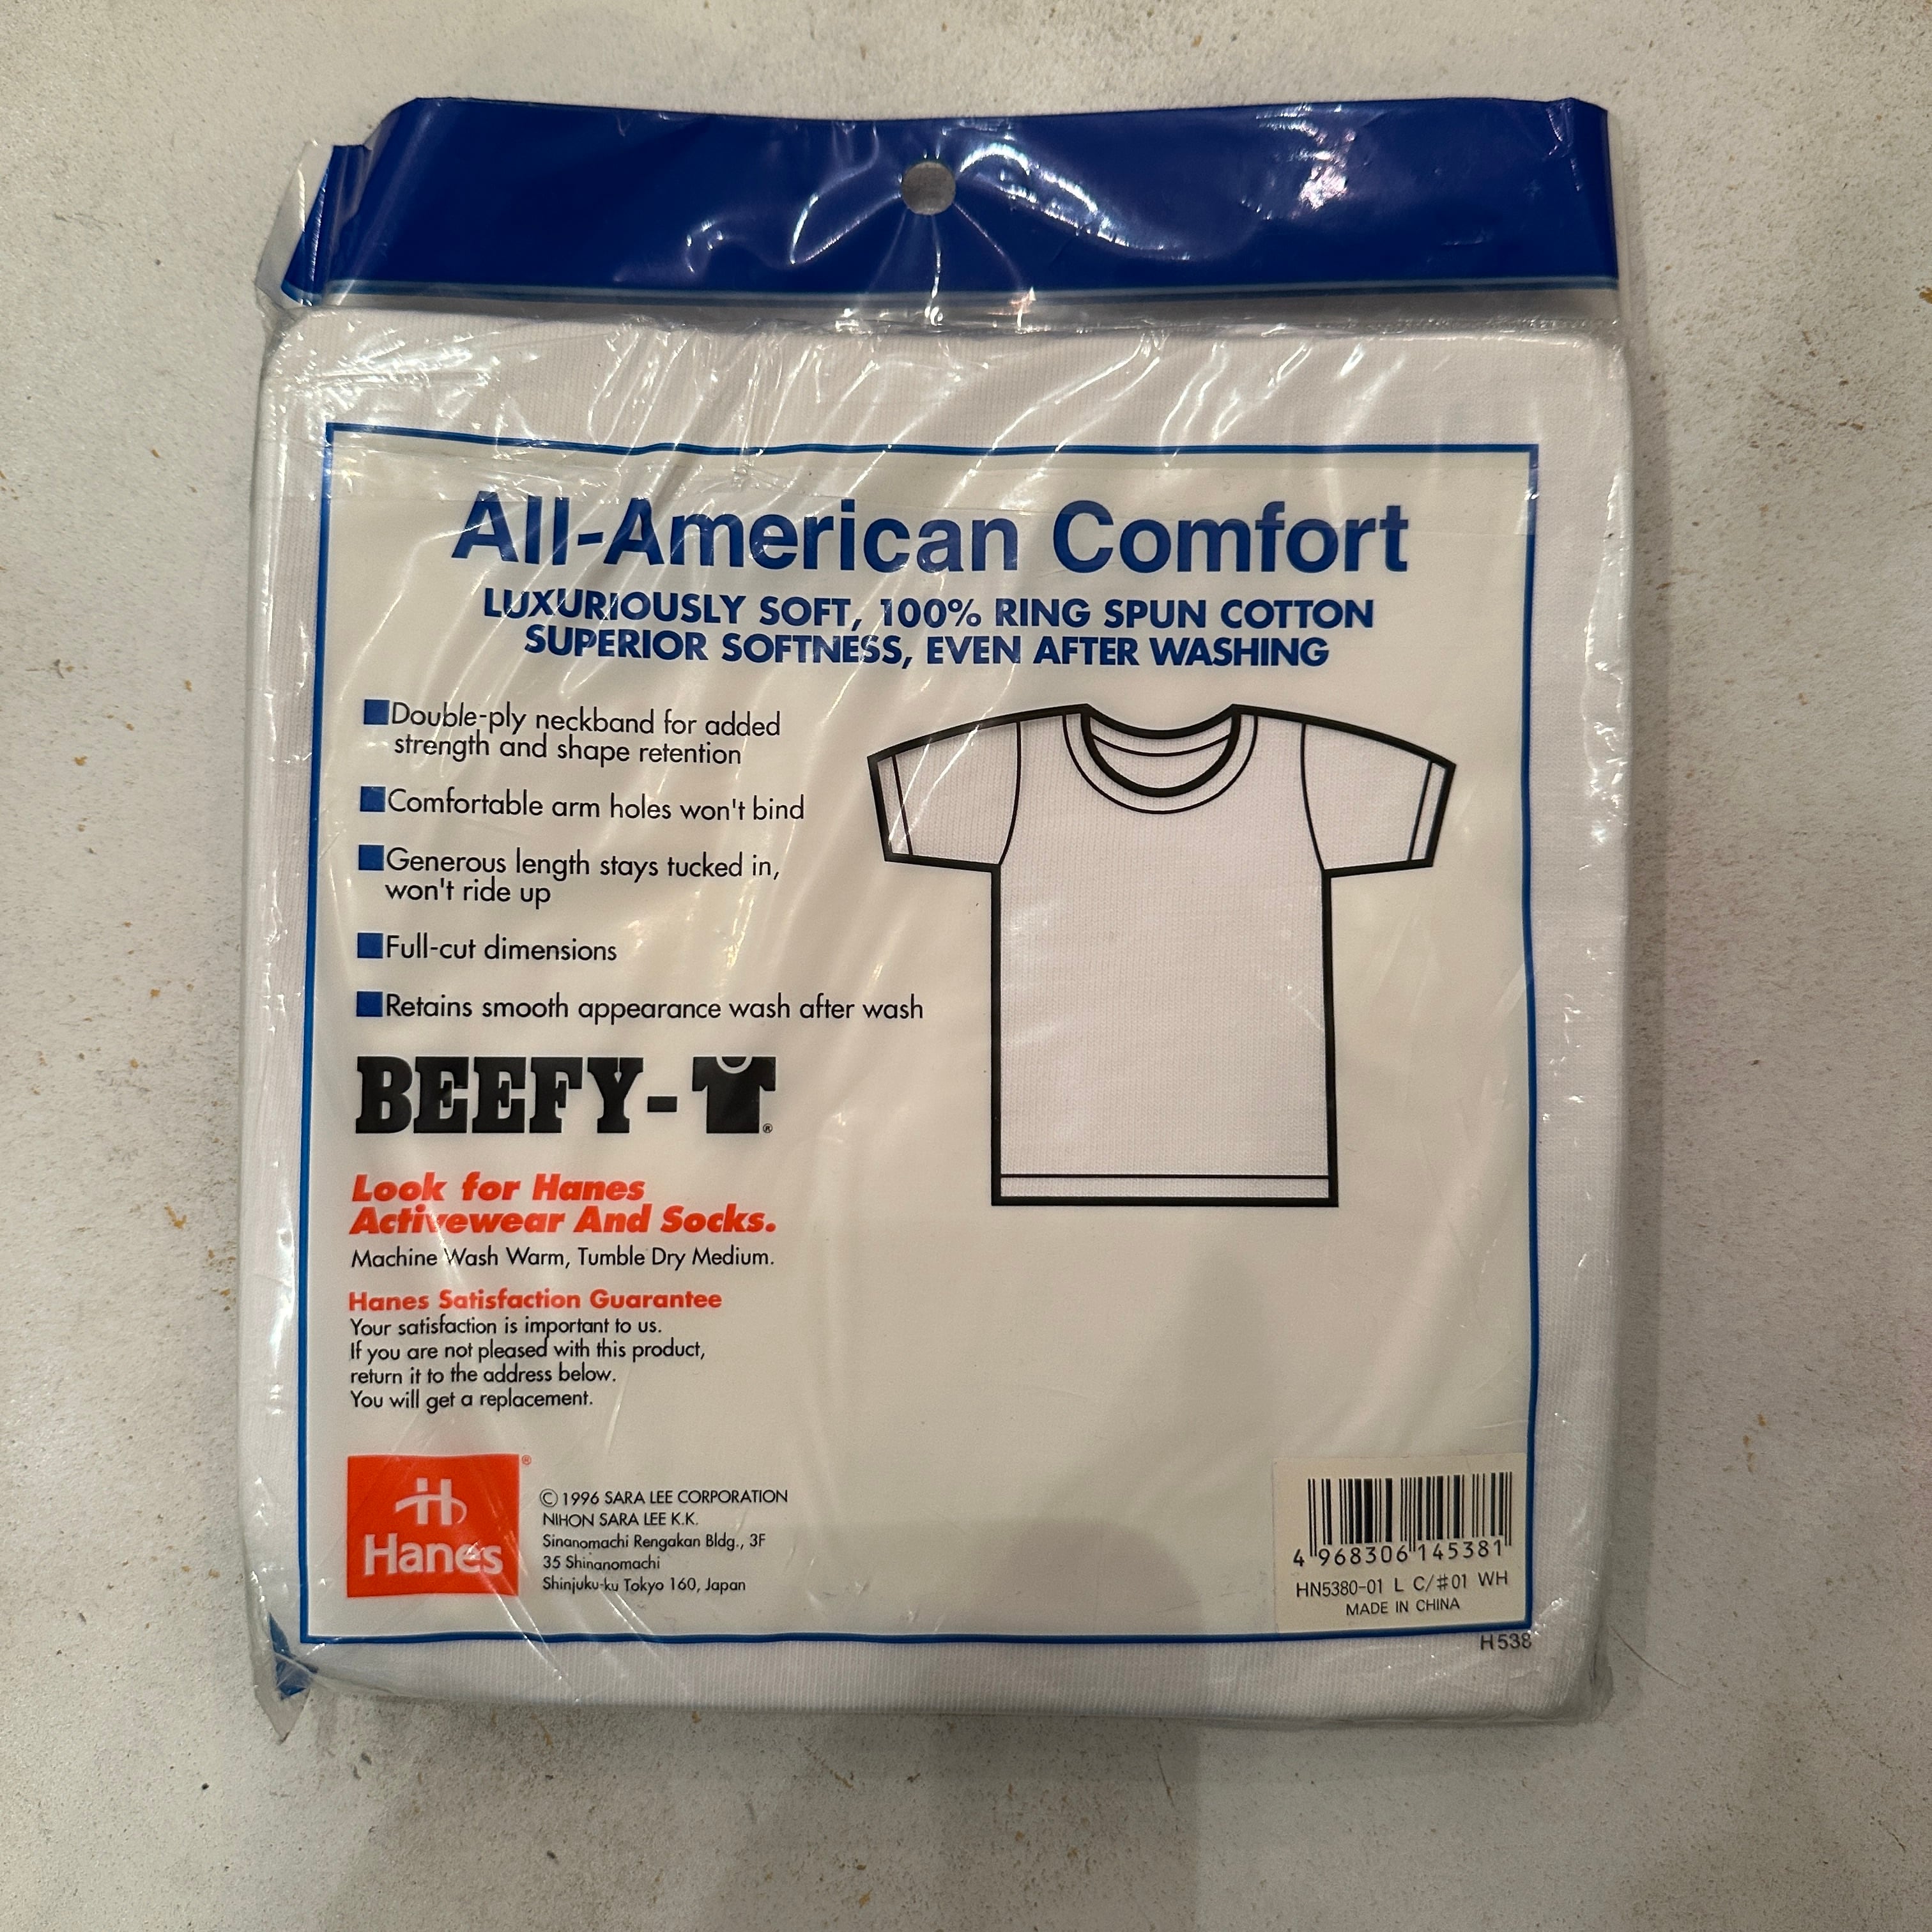 All-American Comfort
LUXURIOUSLY SOFT, 100% RING SPUN COTTON
SUPERIOR SOFTNESS, EVEN AFTER WASHING
Double-ply neckband for added
strength and shape retention
Comfortable arm holes won't bind
Generous length stays tucked in,
won't ride up
Full-cut dimensions
Retains smooth appearance wash after wash
BEEFY-T®
Look for Hanes
Activewear And Socks.
Machine Wash Warm, Tumble Dry Medium.
Hanes Satisfaction Guarantee
Your satisfaction is important to us.
If you are not pleased with this product,
return it to the address below.
You will get a replacement.
H ®
Hanes
© 1996 SARA LEE CORPORATION
NIHON SARA LEE K.K.
Sinanomachi Rengakan Bldg., 3F
35 Shinanomachi
Shinjuku-ku Tokyo 160, Japan
4 968306 145381
HN5380-01 L C/#01 WH
MADE IN CHINA
H538